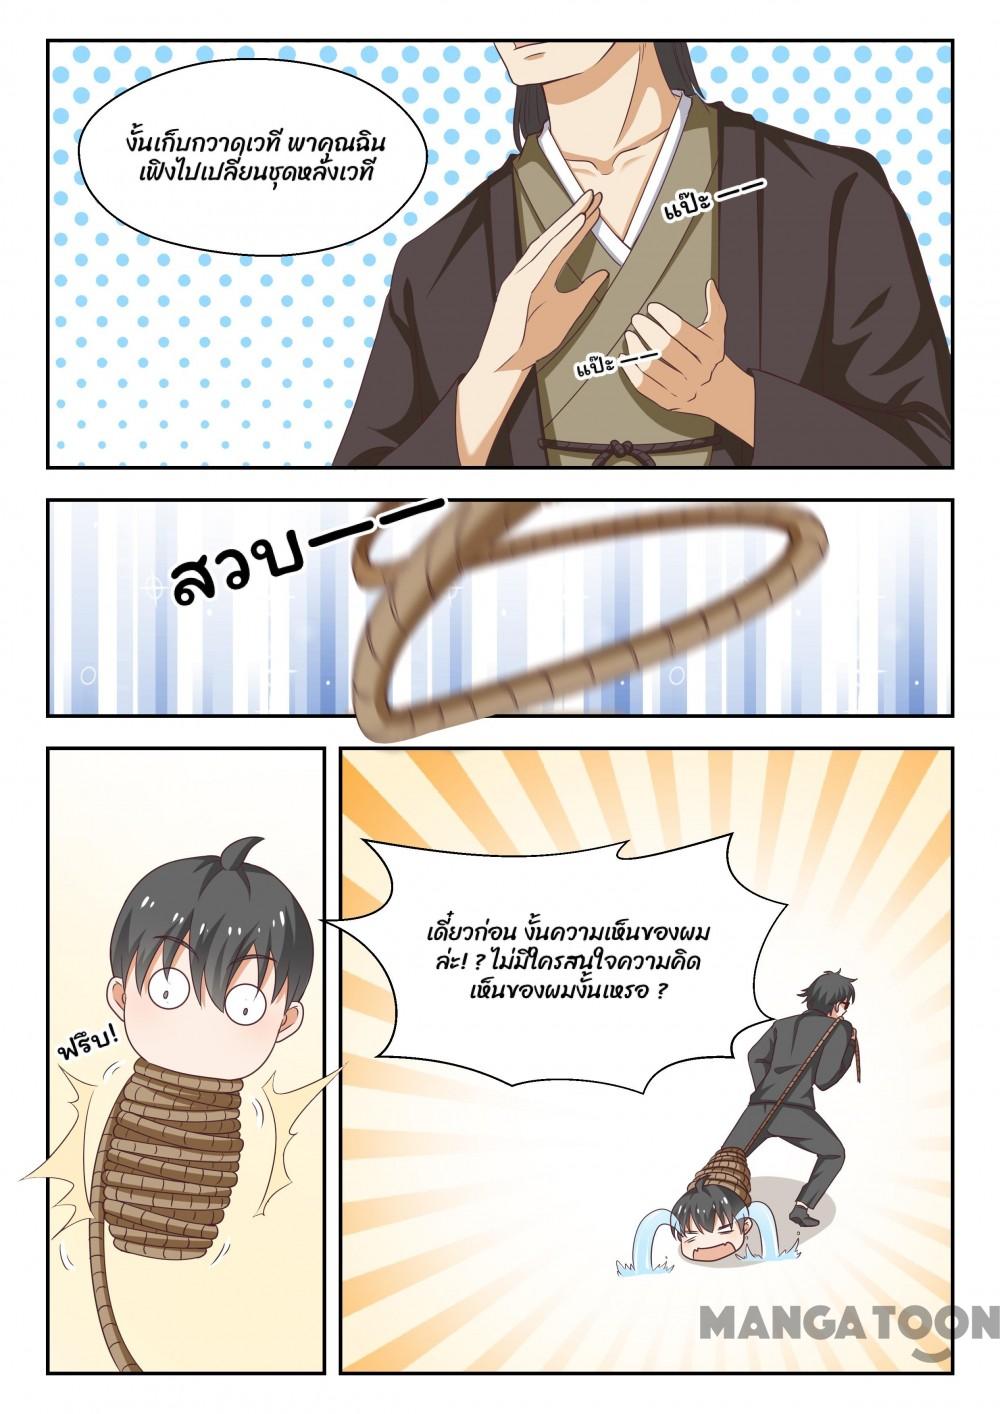 งั้นเก็บกวาดเวที พาคุณฉิน
เฟิงไปเปลี่ยนชุดหลังเวที
แป๊ะ——
แป๊ะ——
สวบ——
ฟรึบ!
เดี๋ยวก่อน งั้นความเห็นของผม
ล่ะ! ? ไม่มีใครสนใจความคิด
เห็นของผมงั้นเหรอ ?
MANGATOON